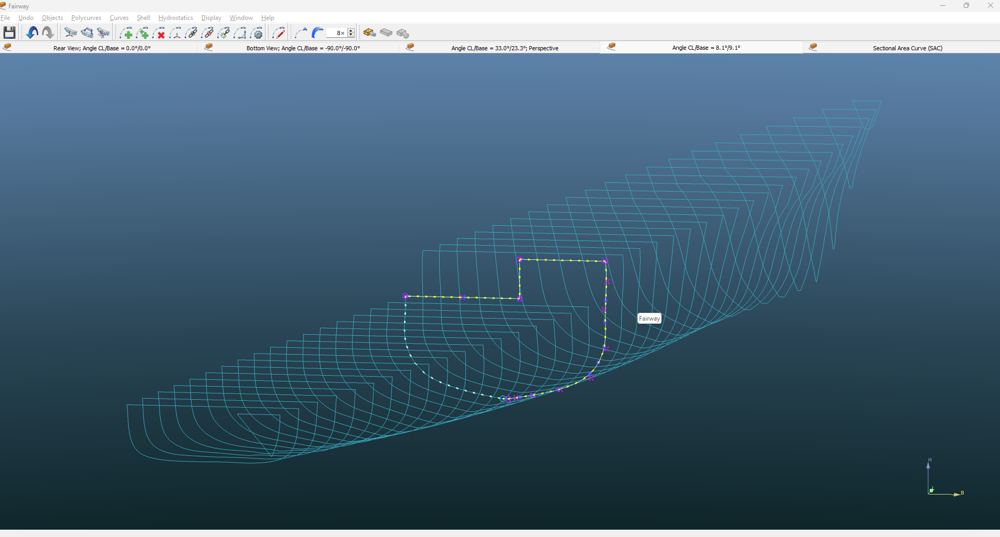 Fairway
File Undo Objects Polycurves Curves Shell Hydrostatics Display Window Help
8×
Rear View; Angle CL/Base = 0.0°/0.0° Bottom View; Angle CL/Base = -90.0°/-90.0° Angle CL/Base = 33.0°/23.3°; Perspective Angle CL/Base = 8.1°/9.1° Sectional Area Curve (SAC)
Fairway
H
L
B